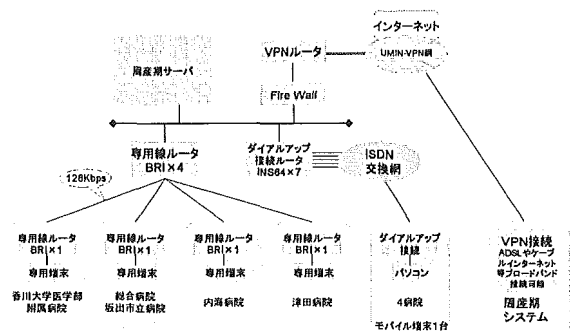 インターネット
VPNルータ
UMIN-VPN網
周産期サーバ
Fire Wall
専用線ルータ
BRI×4
ダイアルアップ
接続ルータ
INS64×7
ISDN
交換網
128Kbps
専用線ルータ
BRI×1
専用端末
香川大学医学部
附属病院
専用線ルータ
BRI×1
専用端末
総合病院
坂出市立病院
専用線ルータ
BRI×1
専用端末
内海病院
専用線ルータ
BRI×1
専用端末
津田病院
ダイアルアップ
接続
パソコン
4病院
モバイル端末1台
VPN接続
ADSLやケーブ
ルインターネット
等ブロードバンド
接続可能
周産期
システム